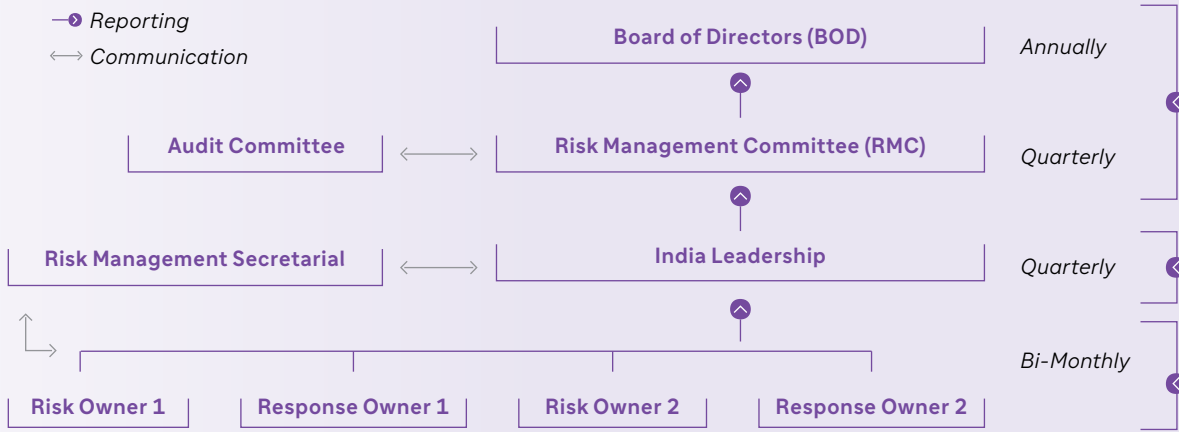 Reporting
Communication
Board of Directors (BOD)
Annually
Audit Committee
Risk Management Committee (RMC)
Quarterly
Risk Management Secretarial
India Leadership
Quarterly
Bi-Monthly
Risk Owner 1
Response Owner 1
Risk Owner 2
Response Owner 2